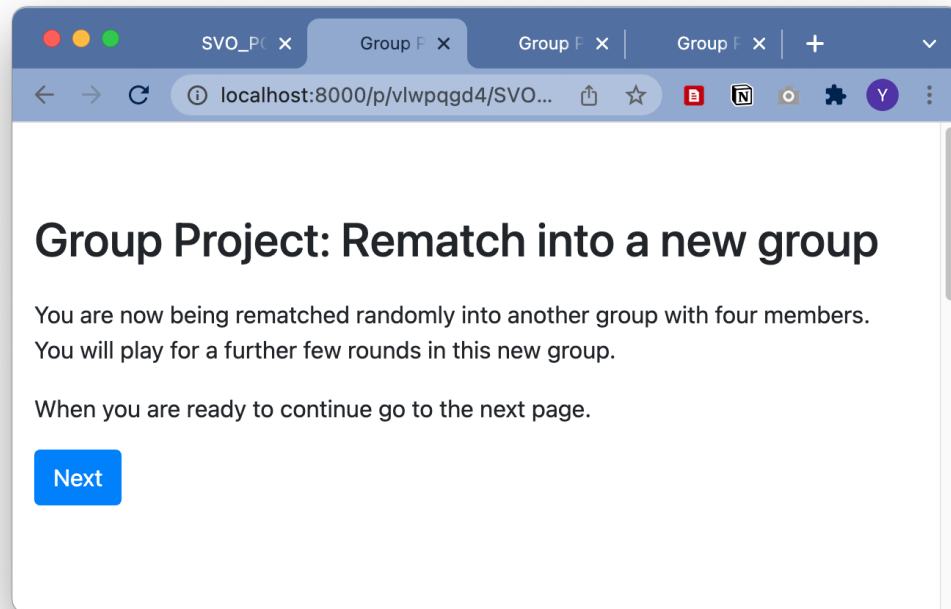 SVO_P
Group P
Group P
Group P
localhost:8000/p/vlwpqgd4/SVO...
N
Y
Group Project: Rematch into a new group
You are now being rematched randomly into another group with four members.
You will play for a further few rounds in this new group.
When you are ready to continue go to the next page.
Next